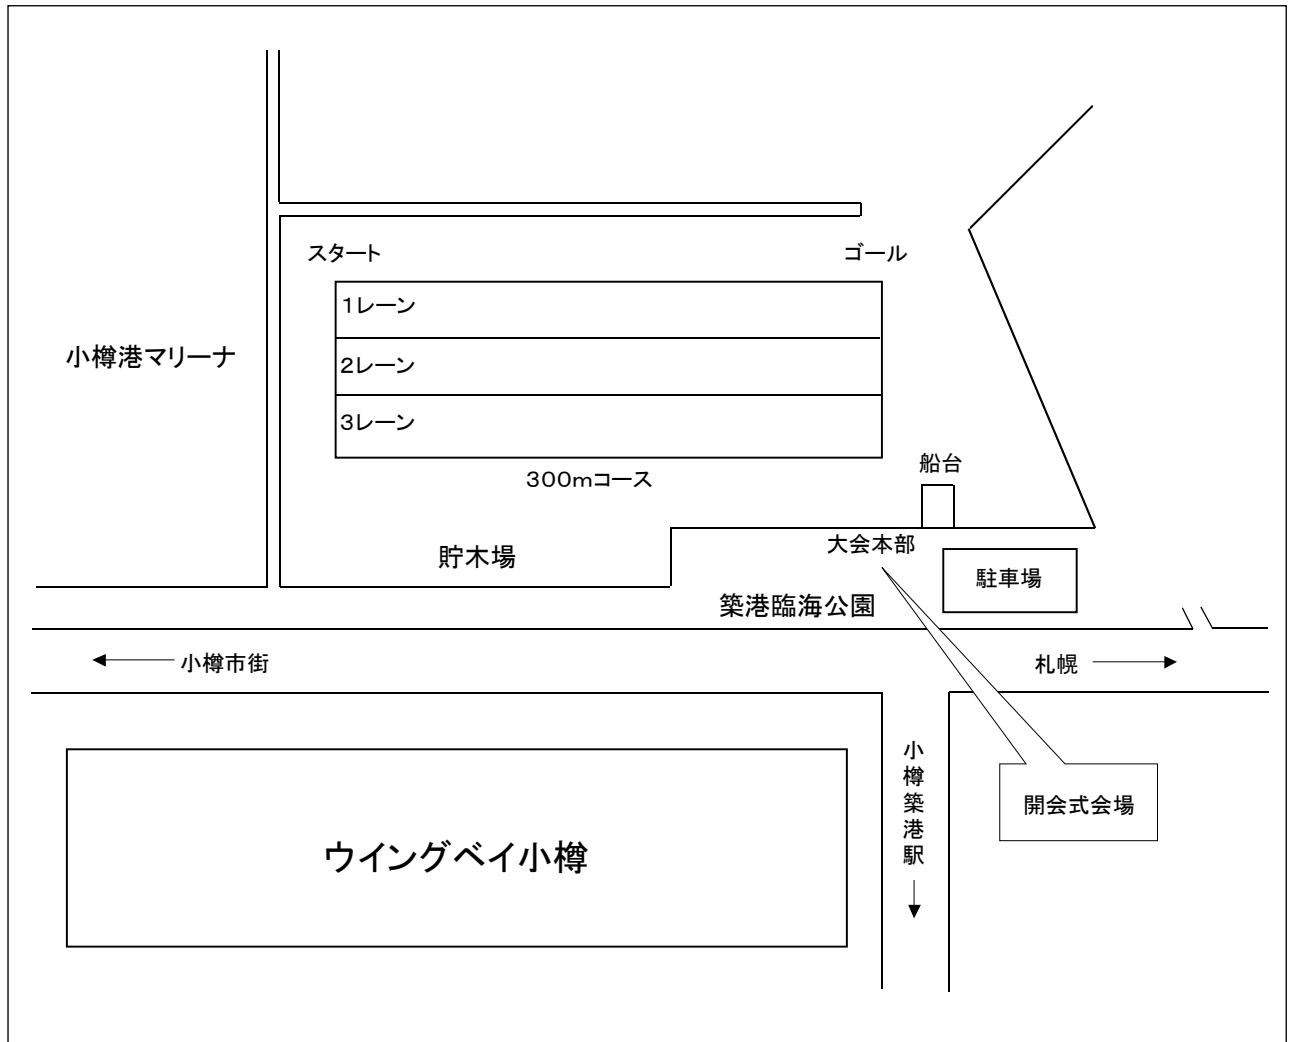 スタート
ゴール
1レーン
小樽港マリーナ
2レーン
3レーン
船台
300mコース
大会本部
貯木場
駐車場
築港臨海公園
小樽市街
札幌
小樽築港駅
開会式会場
ウイングベイ小樽